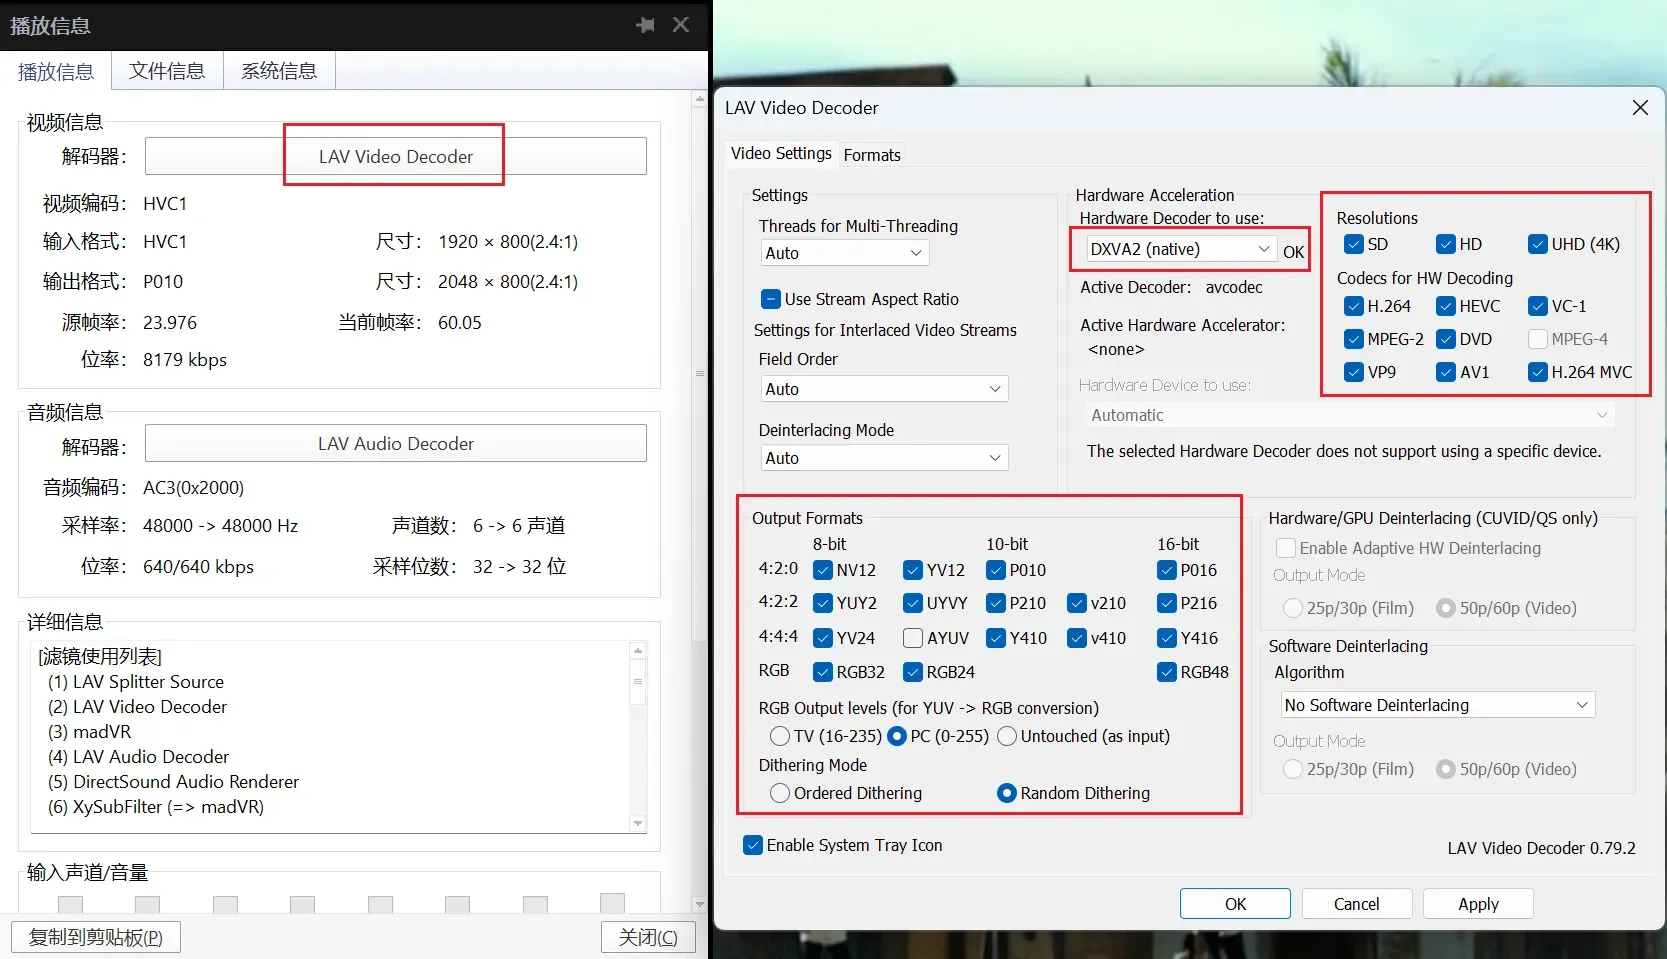 播放信息
播放信息 文件信息 系统信息
视频信息
解码器： LAV Video Decoder
视频编码： HVC1
输入格式： HVC1 尺寸： 1920 × 800(2.4:1)
输出格式： P010 尺寸： 2048 × 800(2.4:1)
源帧率： 23.976 当前帧率： 60.05
位率： 8179 kbps
音频信息
解码器： LAV Audio Decoder
音频编码： AC3(0x2000)
采样率： 48000 -> 48000 Hz 声道数： 6 -> 6 声道
位率： 640/640 kbps 采样位数： 32 -> 32 位
详细信息
[滤镜使用列表]
(1) LAV Splitter Source
(2) LAV Video Decoder
(3) madVR
(4) LAV Audio Decoder
(5) DirectSound Audio Renderer
(6) XySubFilter (=> madVR)
输入声道/音量
复制到剪贴板(P) 关闭(C)
LAV Video Decoder
Video Settings Formats
Settings
Threads for Multi-Threading
Auto
Use Stream Aspect Ratio
Settings for Interlaced Video Streams
Field Order
Auto
Deinterlacing Mode
Auto
Hardware Acceleration
Hardware Decoder to use:
DXVA2 (native) OK
Active Decoder: avcodec
Active Hardware Accelerator:
<none>
Hardware Device to use:
Automatic
The selected Hardware Decoder does not support using a specific device.
Resolutions
SD HD UHD (4K)
Codecs for HW Decoding
H.264 HEVC VC-1
MPEG-2 DVD MPEG-4
VP9 AV1 H.264 MVC
Output Formats
8-bit 10-bit 16-bit
4:2:0 NV12 YV12 P010 P016
4:2:2 YUY2 UYVY P210 v210 P216
4:4:4 YV24 AYUV Y410 v410 Y416
RGB RGB32 RGB24 RGB48
RGB Output levels (for YUV -> RGB conversion)
TV (16-235) PC (0-255) Untouched (as input)
Dithering Mode
Ordered Dithering Random Dithering
Hardware/GPU Deinterlacing (CUVID/QS only)
Enable Adaptive HW Deinterlacing
Output Mode
25p/30p (Film) 50p/60p (Video)
Software Deinterlacing
Algorithm
No Software Deinterlacing
Output Mode
25p/30p (Film) 50p/60p (Video)
Enable System Tray Icon
LAV Video Decoder 0.79.2
OK Cancel Apply